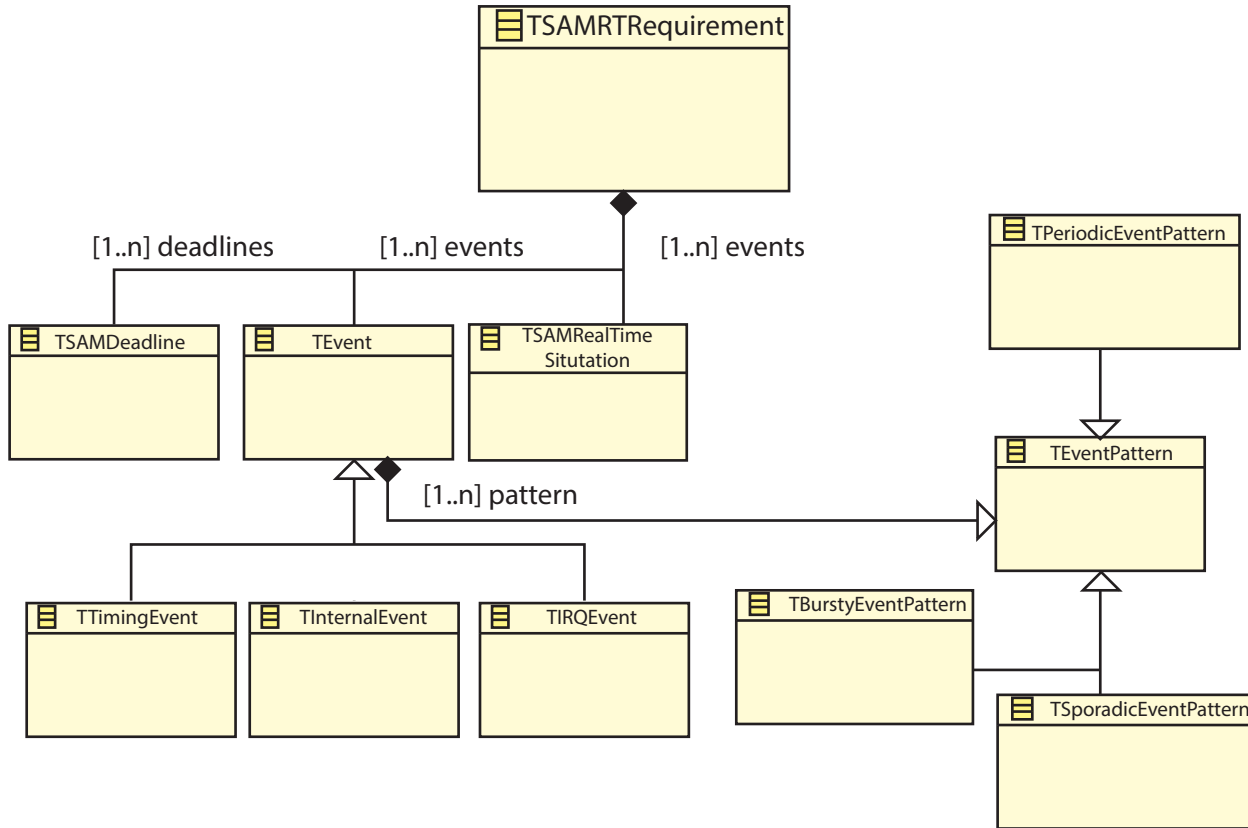 TSAMRTRequirement
[1..n] deadlines
[1..n] events
[1..n] events
TPeriodicEventPattern
TSAMDeadline
TEvent
TSAMRealTime
Situtation
TEventPattern
[1..n] pattern
TTimingEvent
TInternalEvent
TIRQEvent
TBurstyEventPattern
TSporadicEventPattern